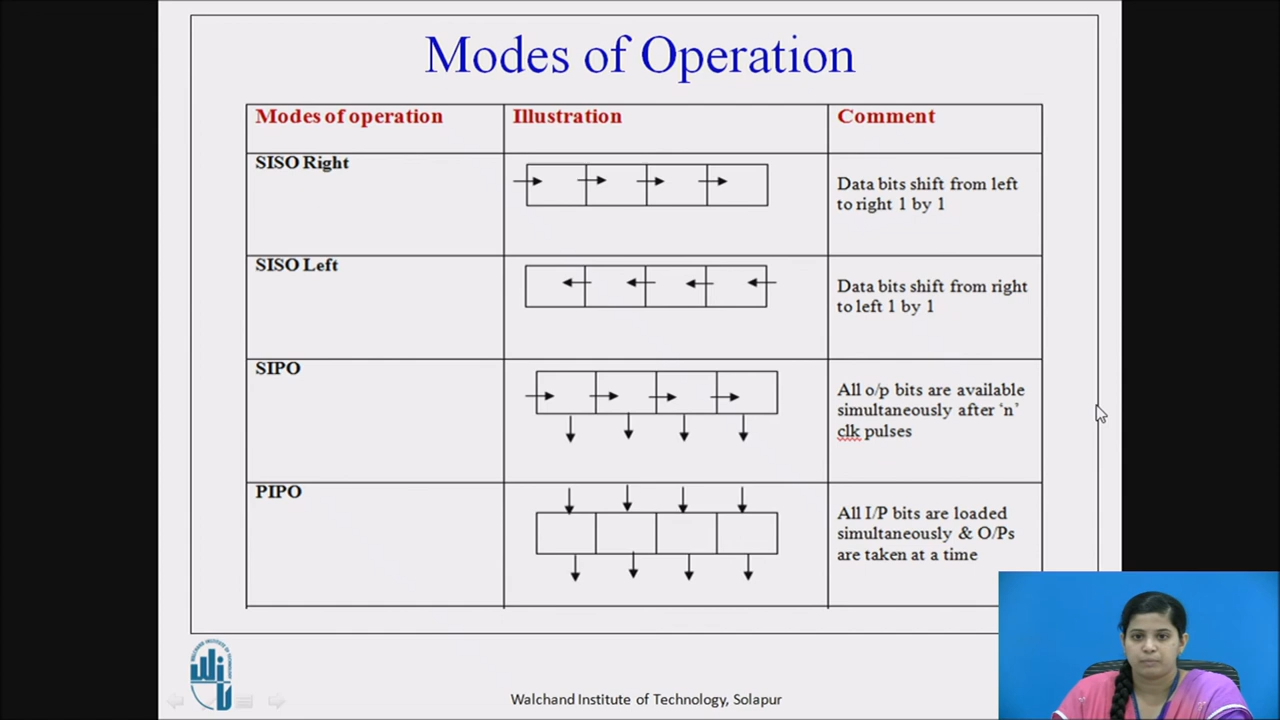 Modes of Operation
Modes of operation
Illustration
Comment
SISO Right
Data bits shift from left
to right 1 by 1
SISO Left
Data bits shift from right
to left 1 by 1
SIPO
All o/p bits are available
simultaneously after ‘n’
clk pulses
PIPO
All I/P bits are loaded
simultaneously & O/Ps
are taken at a time
Walchand Institute of Technology, Solapur